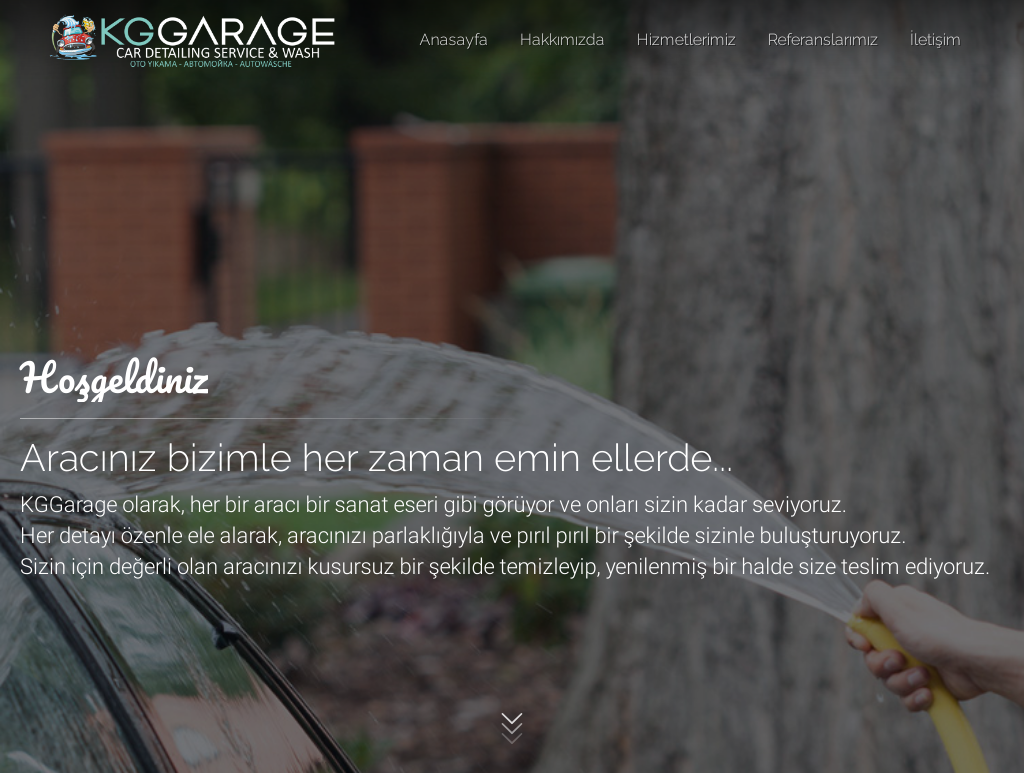 KGGARAGE
CAR DETAILING SERVICE & WASH
OTO YIKAMA - АВТОМОЙКА - AUTOWÄSCHE
Anasayfa Hakkımızda Hizmetlerimiz Referanslarımız İletişim
Hoşgeldiniz
Aracınız bizimle her zaman emin ellerde...
KGGarage olarak, her bir aracı bir sanat eseri gibi görüyor ve onları sizin kadar seviyoruz.
Her detayı özenle ele alarak, aracınızı parlaklığıyla ve pırıl pırıl bir şekilde sizinle buluşturuyoruz.
Sizin için değerli olan aracınızı kusursuz bir şekilde temizleyip, yenilenmiş bir halde size teslim ediyoruz.